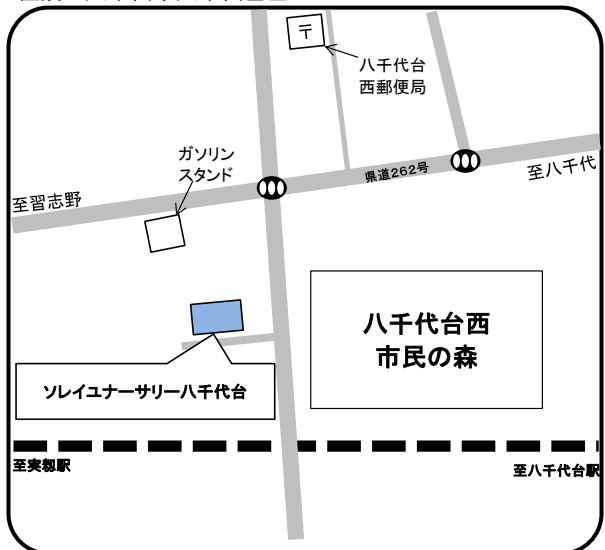 〒
八千代台
西郵便局
ガソリン
スタンド
県道262号
至八千代
至習志野
八千代台西
市民の森
ソレイユナーサリー八千代台
至実籾駅
至八千代台駅